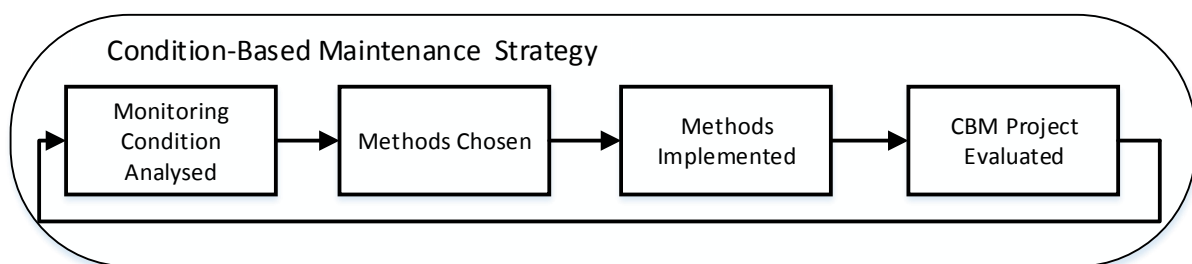 Condition-Based Maintenance Strategy
Monitoring
Condition
Analysed
Methods Chosen
Methods
Implemented
CBM Project
Evaluated